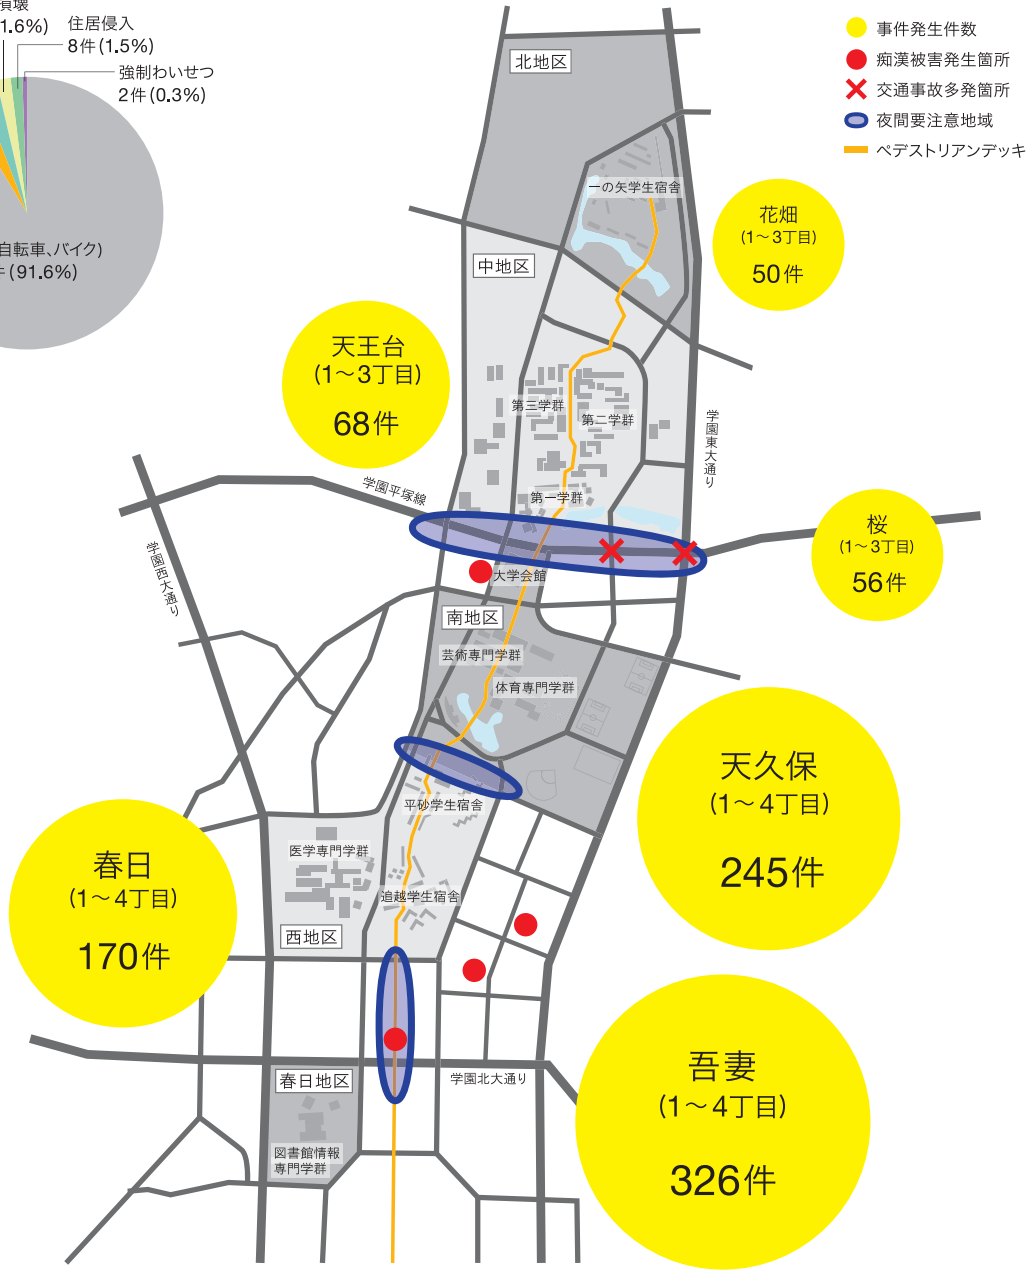 損壊
1.6%)
住居侵入
8件(1.5%)
強制わいせつ
2件(0.3%)
自転車、バイク)
(91.6%)
事件発生件数
痴漢被害発生箇所
交通事故多発箇所
夜間要注意地域
ペデストリアンデッキ
北地区
一の矢学生宿舎
花畑
(1〜3丁目)
50件
中地区
天王台
(1〜3丁目)
68件
第三学群
第二学群
学園東大通り
学園平塚線
第一学群
桜
(1〜3丁目)
56件
学園西大通り
大学会館
南地区
芸術専門学群
体育専門学群
天久保
(1〜4丁目)
245件
平砂学生宿舎
医学専門学群
春日
(1〜4丁目)
170件
追越学生宿舎
西地区
吾妻
(1〜4丁目)
326件
学園北大通り
春日地区
図書館情報
専門学群